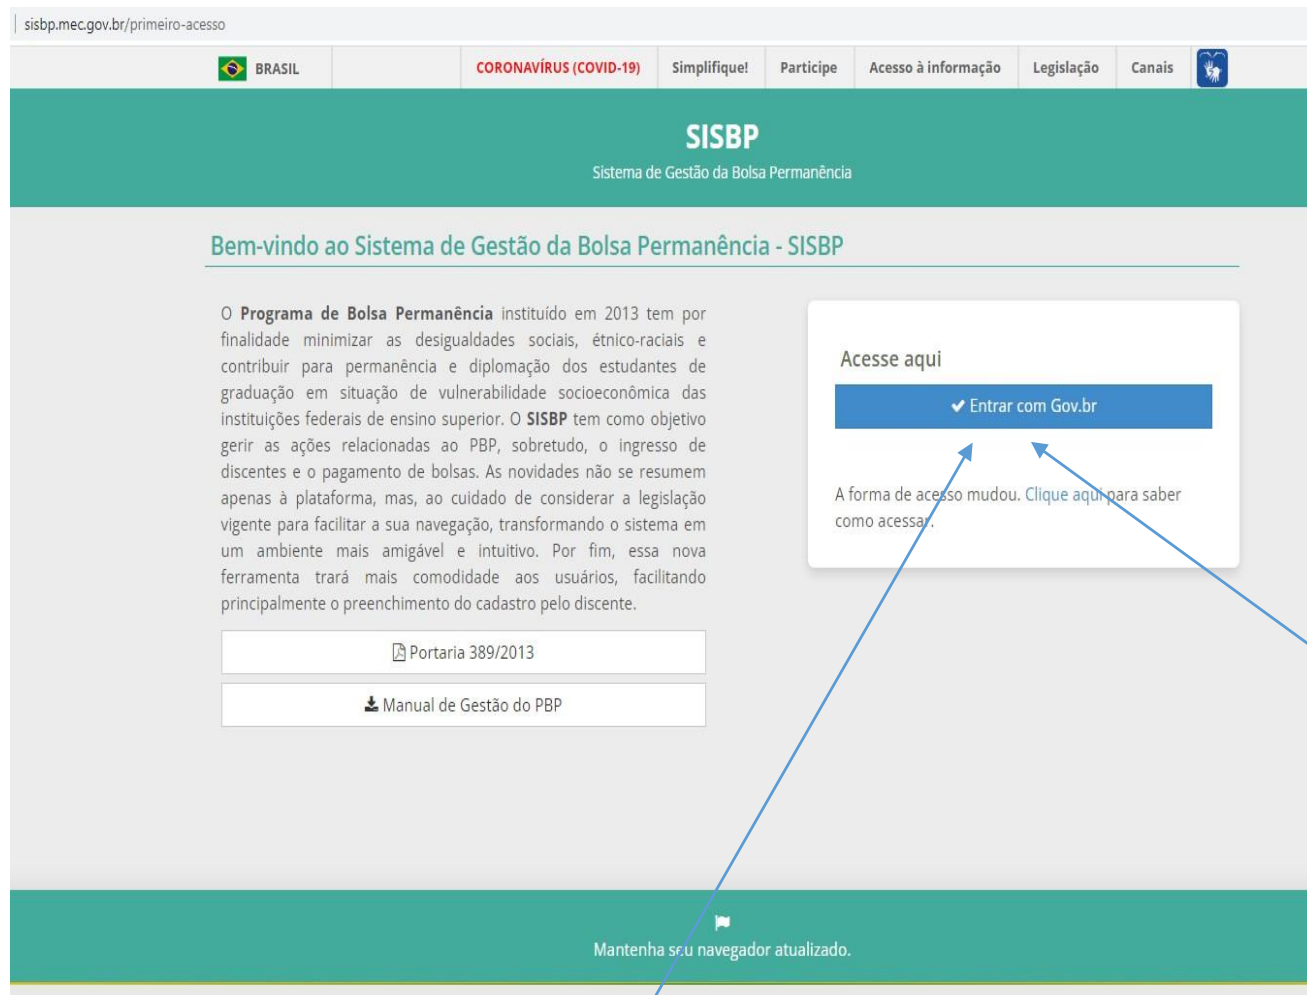 sisbp.mec.gov.br/primeiro-acesso
BRASIL CORONAVÍRUS (COVID-19) Simplifique! Participe Acesso à informação Legislação Canais
SISBP
Sistema de Gestão da Bolsa Permanência
Bem-vindo ao Sistema de Gestão da Bolsa Permanência - SISBP
O Programa de Bolsa Permanência instituído em 2013 tem por
finalidade minimizar as desigualdades sociais, étnico-raciais e
contribuir para permanência e diplomação dos estudantes de
graduação em situação de vulnerabilidade socioeconômica das
instituições federais de ensino superior. O SISBP tem como objetivo
gerir as ações relacionadas ao PBP, sobretudo, o ingresso de
discentes e o pagamento de bolsas. As novidades não se resumem
apenas à plataforma, mas, ao cuidado de considerar a legislação
vigente para facilitar a sua navegação, transformando o sistema em
um ambiente mais amigável e intuitivo. Por fim, essa nova
ferramenta trará mais comodidade aos usuários, facilitando
principalmente o preenchimento do cadastro pelo discente.
Portaria 389/2013
Manual de Gestão do PBP
Acesse aqui
Entrar com Gov.br
A forma de acesso mudou. Clique aqui para saber
como acessar.
Mantenha seu navegador atualizado.